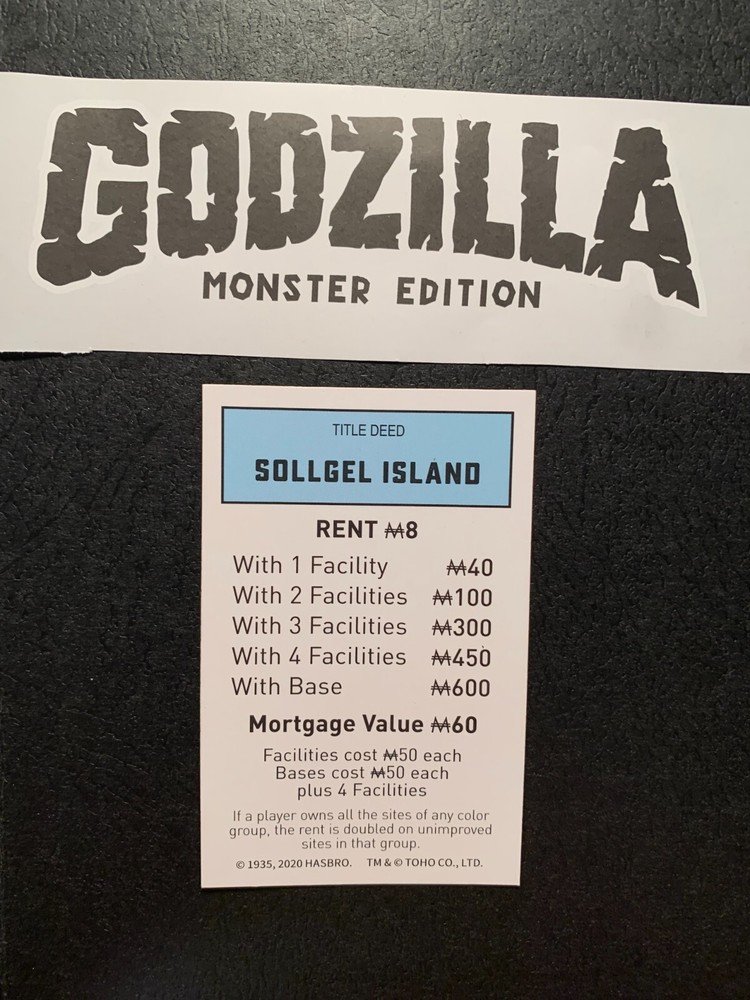 GODZILLA
MONSTER EDITION
TITLE DEED
SOLLGEL ISLAND
RENT ₩8
With 1 Facility ₩40
With 2 Facilities ₩100
With 3 Facilities ₩300
With 4 Facilities ₩450
With Base ₩600
Mortgage Value ₩60
Facilities cost ₩50 each
Bases cost ₩50 each
plus 4 Facilities
If a player owns all the sites of any color
group, the rent is doubled on unimproved
sites in that group.
© 1935, 2020 HASBRO. TM & © TOHO CO., LTD.